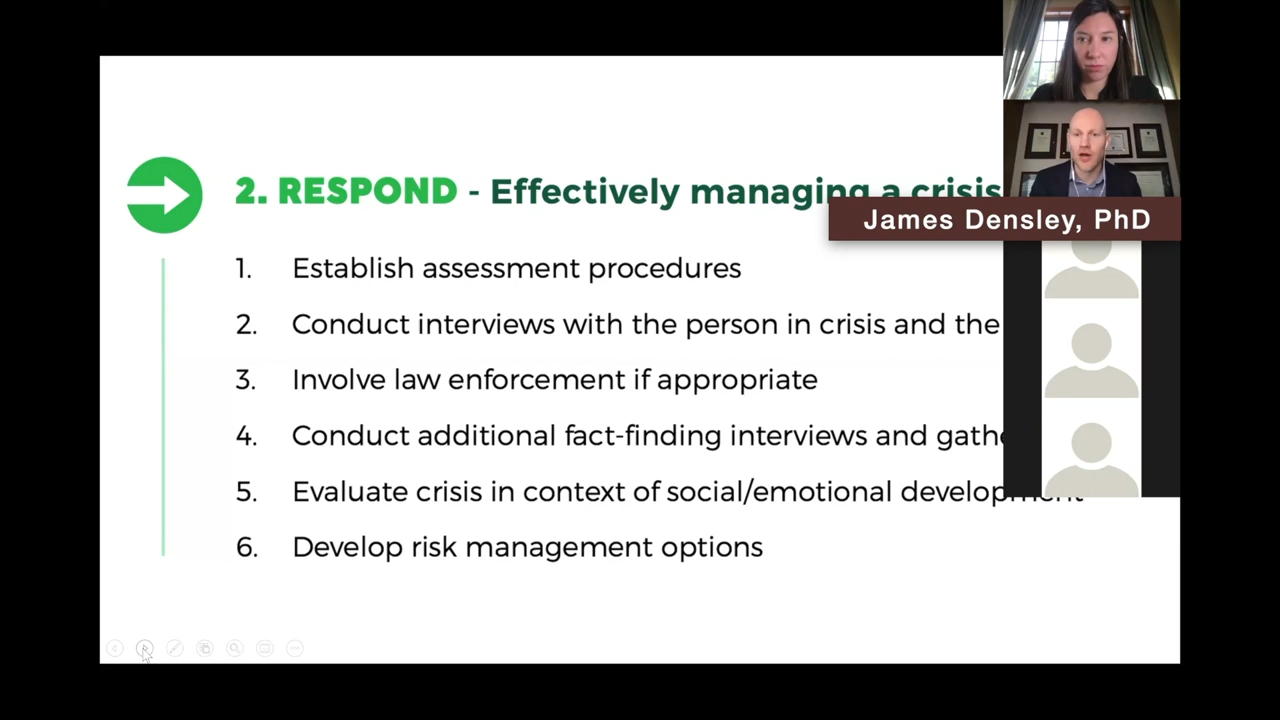 2. RESPOND - Effectively managing a crisis
James Densley, PhD
1. Establish assessment procedures
2. Conduct interviews with the person in crisis and the
3. Involve law enforcement if appropriate
4. Conduct additional fact-finding interviews and
5. Evaluate crisis in context of social/emotional development
6. Develop risk management options